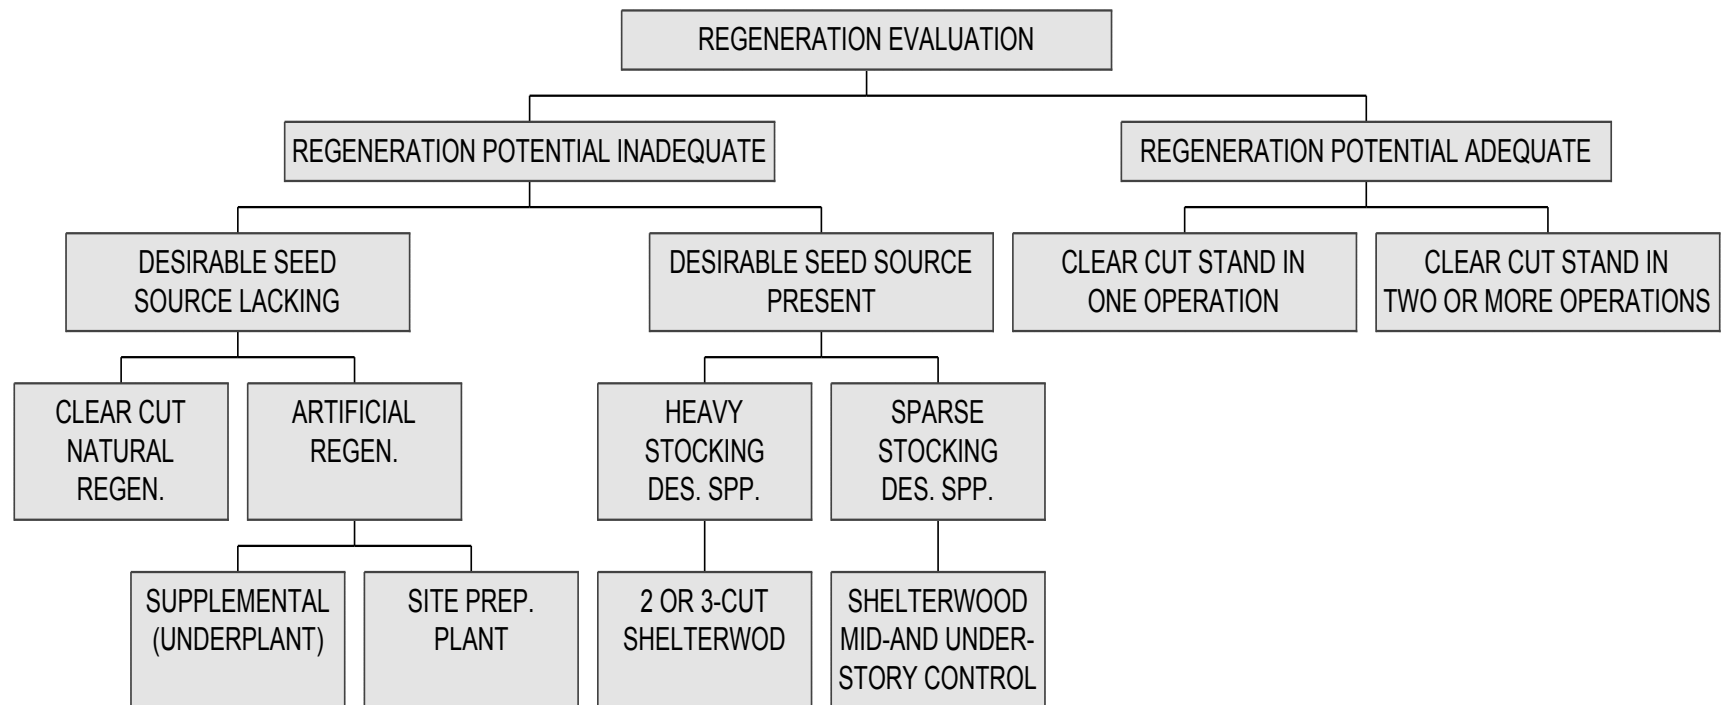 REGENERATION EVALUATION
REGENERATION POTENTIAL INADEQUATE
REGENERATION POTENTIAL ADEQUATE
DESIRABLE SEED
SOURCE LACKING
DESIRABLE SEED SOURCE
PRESENT
CLEAR CUT STAND IN
ONE OPERATION
CLEAR CUT STAND IN
TWO OR MORE OPERATIONS
CLEAR CUT
NATURAL
REGEN.
ARTIFICIAL
REGEN.
HEAVY
STOCKING
DES. SPP.
SPARSE
STOCKING
DES. SPP.
SUPPLEMENTAL
(UNDERPLANT)
SITE PREP.
PLANT
2 OR 3-CUT
SHELTERWOD
SHELTERWOOD
MID-AND UNDER-
STORY CONTROL